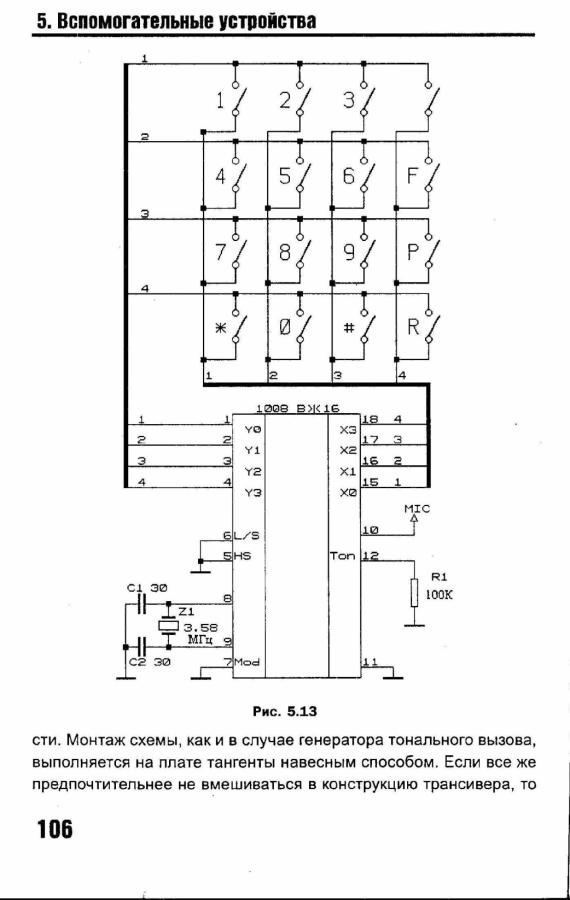 5. Вспомогательные устройства
1
1 2 3
2
4 5 6 F
3
7 8 9 P
4
* 0 # R
1 2 3 4
1008 ВЖ16
1 1 Y0 X3 18 4
2 2 Y1 X2 17 3
3 3 Y2 X1 16 2
4 4 Y3 X0 15 1
MIC
6 L/S 10
5 HS Ton 12
R1
100K
C1 30
8
Z1
3.58
МГц
9
C2 30
7 Mod 11
Рис. 5.13
сти. Монтаж схемы, как и в случае генератора тонального вызова,
выполняется на плате тангенты навесным способом. Если все же
предпочтительнее не вмешиваться в конструкцию трансивера, то
106